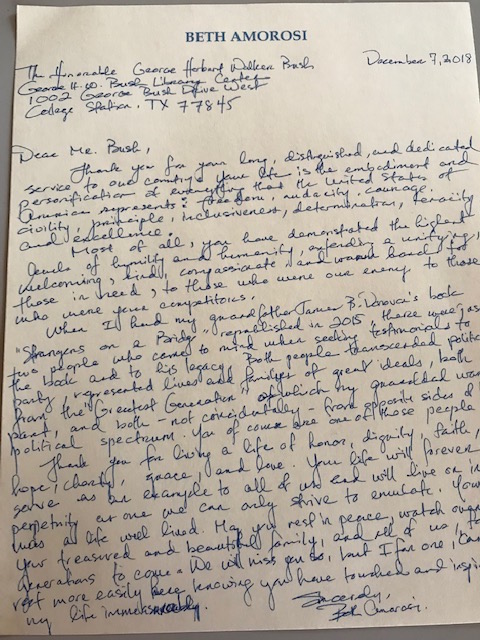 BETH AMOROSI
December 7, 2018
The Honorable George Herbert Walker Bush
George H.W. Bush Library Center
1002 George Bush Drive West
College Station, TX 77845
Dear Mr. Bush,
Thank you for your long, distinguished, and dedicated
service to our country. Your life is the embodiment and
personification of everything that the United States of
American represents: freedom, audacity, courage,
civility, principle, inclusiveness, determination, tenacity
and excellence.
Most of all, you have demonstrated the highest
levels of humility and humanity, extending a unifying,
welcoming, kind, compassionate and warm hand to
those in need, to those who were our enemy to those
who were your competitors.
When I had my grandfather James B. Donovan's book
"Strangers on a Bridge" republished in 2015 there were jus
two people who came to mind when seeking testimonials to
the book and to his legacy. Both people transcended politic
party, represented lives and families of great ideals, both
from the "Greatest Generation" of which my granddad was
part, and both - not coincidentally - from opposite sides of
political spectrum. You of course are one of those people
Thank you for living a life of honor, dignity, faith,
hope, charity, grace, and love. Your life will forever
serve as an example to all of us and will live on in
perpetuity as one we can only strive to emulate. Your
was a life well lived. May you rest in peace, watch over
your treasured and beautiful family, and all of us, fo
generations to come. We will miss you so, but I for one, can
rest more easily here knowing you have touched and inspi
my life immeasurably.
Sincerely,
Beth Amorosi